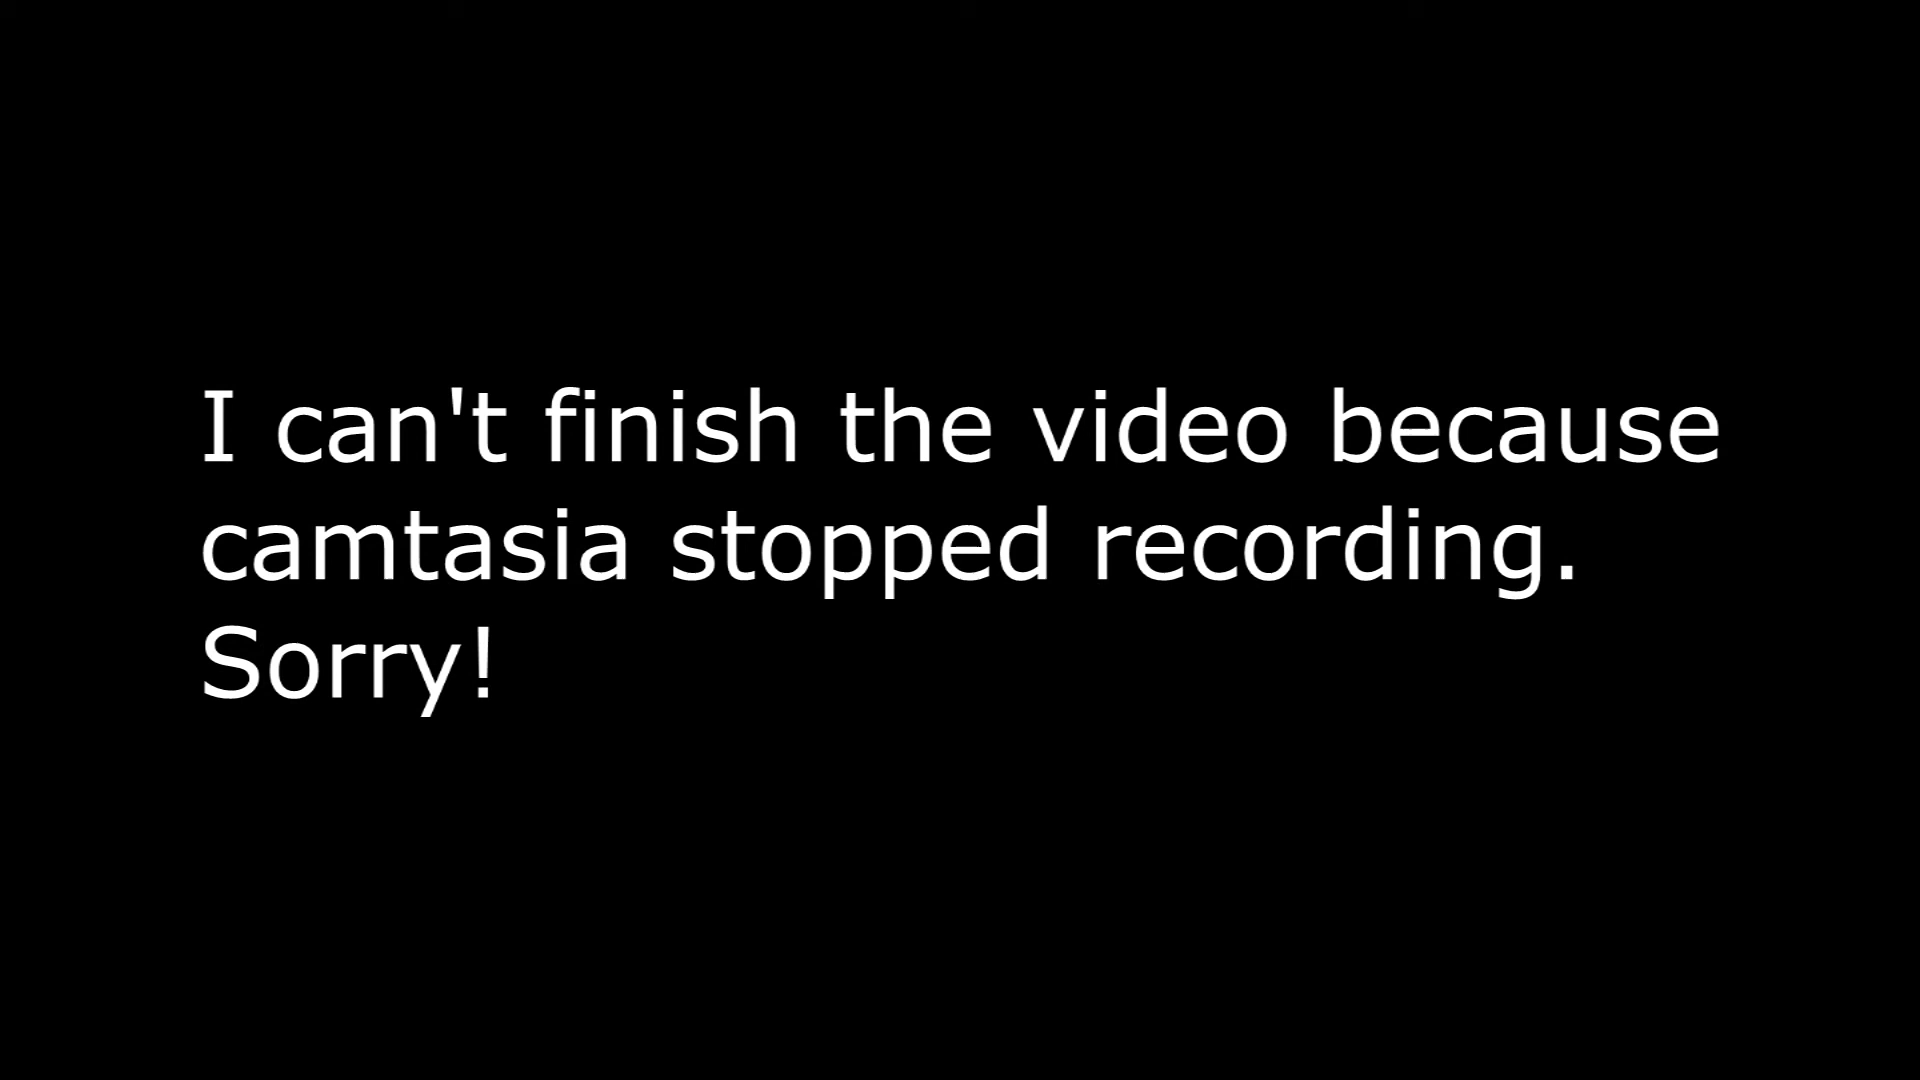 I can't finish the video because
camtasia stopped recording.
Sorry!